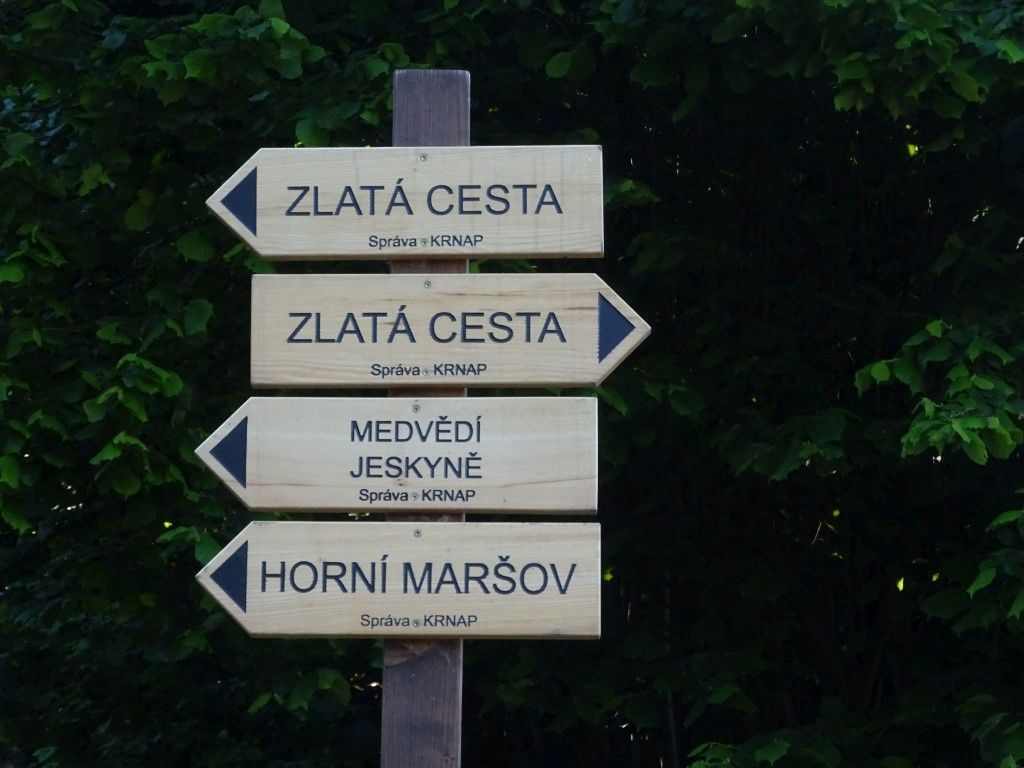 ZLATÁ CESTA
Správa KRNAP
ZLATÁ CESTA
Správa KRNAP
MEDVĚDÍ
JESKYNĚ
Správa KRNAP
HORNÍ MARŠOV
Správa KRNAP